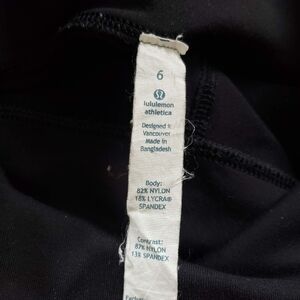 6
lululemon
athletica
Designed in
Vancouver
Made in
Bangladesh
Body:
82% NYLON
18% LYCRA®
SPANDEX
Contrast:
87% NYLON
13% SPANDEX